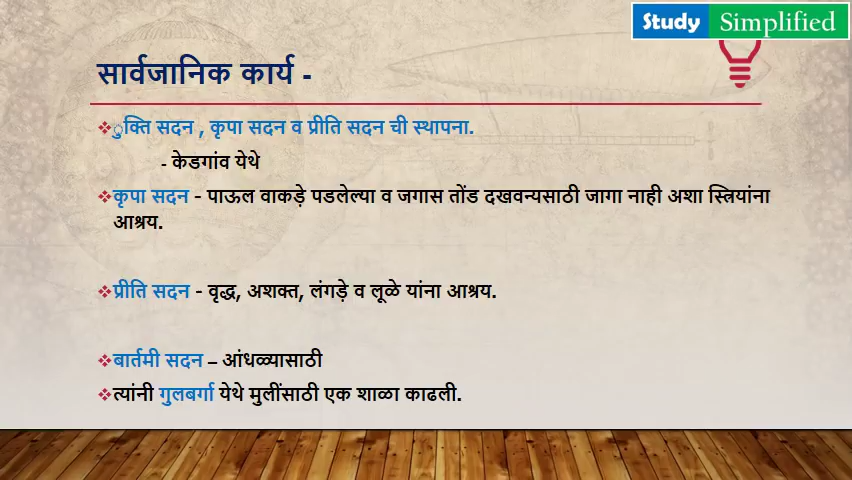 Study Simplified
सार्वजानिक कार्य -
❖ुक्ति सदन , कृपा सदन व प्रीति सदन ची स्थापना.
- केडगांव येथे
❖कृपा सदन - पाऊल वाकड़े पडलेल्या व जगास तोंड दखवन्यसाठी जागा नाही अशा स्त्रियांना
आश्रय.
❖प्रीति सदन - वृद्ध, अशक्त, लंगड़े व लूळे यांना आश्रय.
❖बार्तमी सदन – आंधळ्यासाठी
❖त्यांनी गुलबर्गा येथे मुलींसाठी एक शाळा काढली.